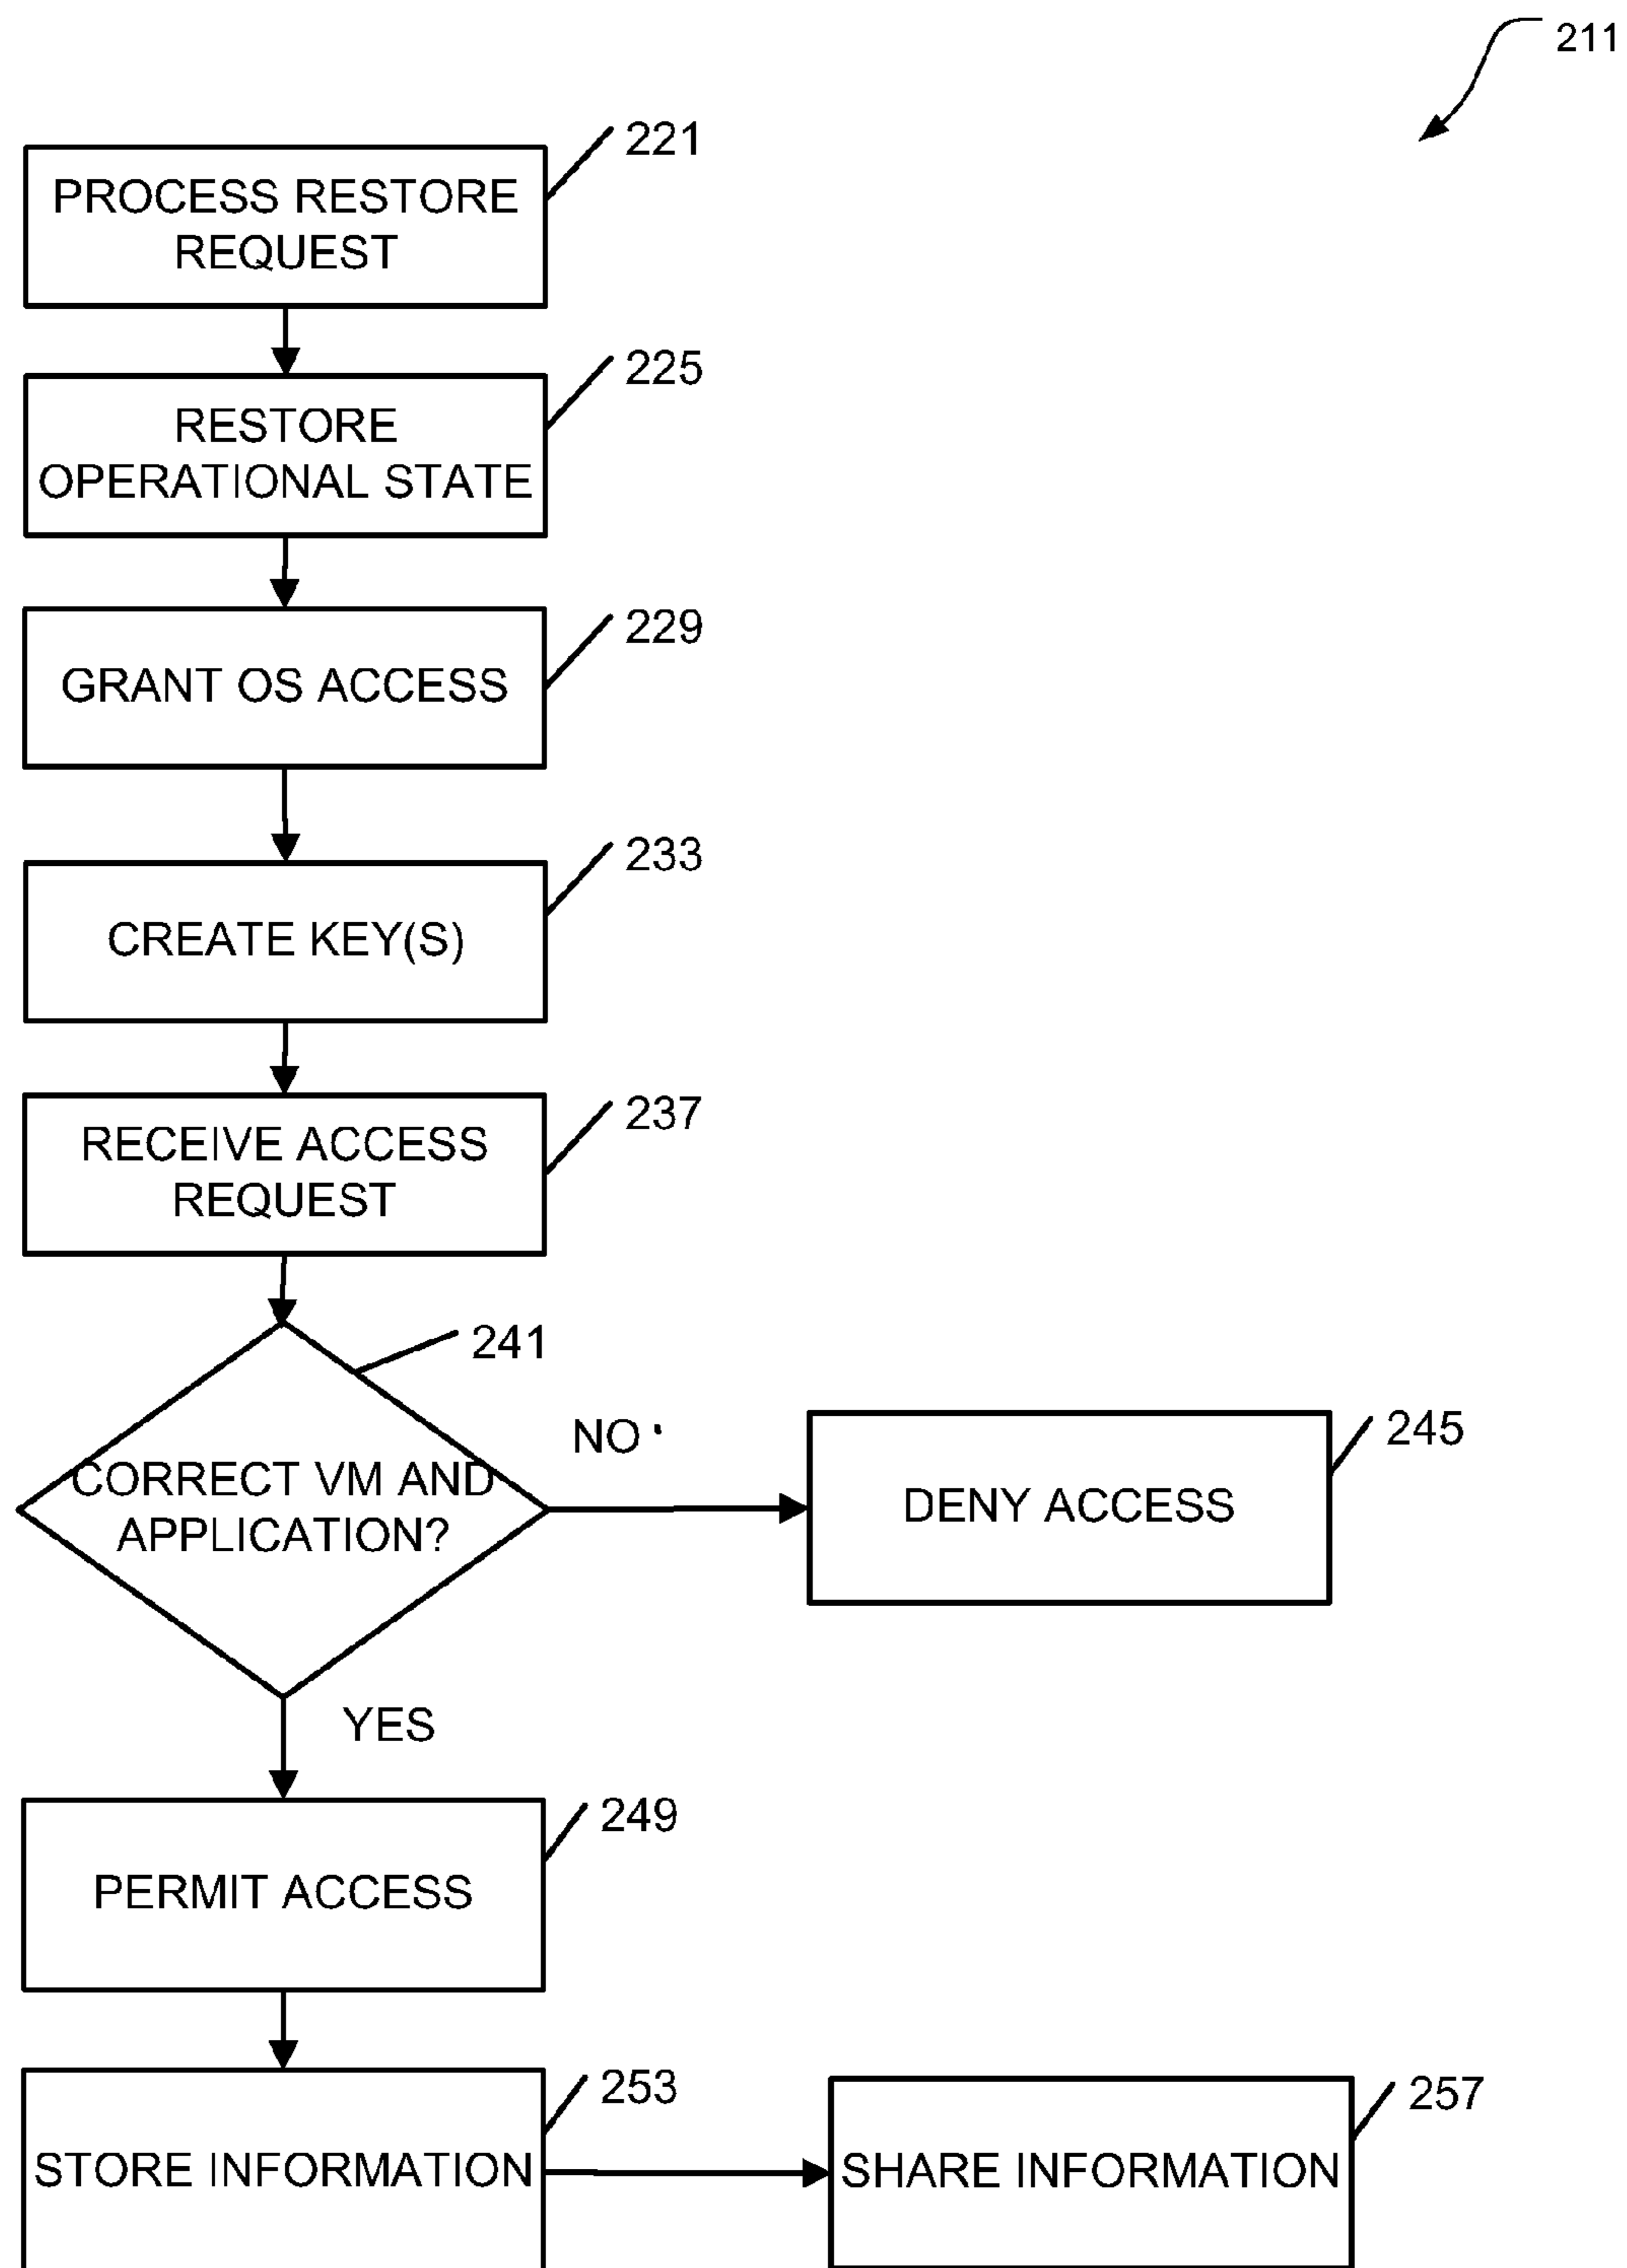 211
221
PROCESS RESTORE
REQUEST
225
RESTORE
OPERATIONAL STATE
229
GRANT OS ACCESS
233
CREATE KEY(S)
237
RECEIVE ACCESS
REQUEST
241
CORRECT VM AND
APPLICATION?
NO
245
DENY ACCESS
YES
249
PERMIT ACCESS
253
STORE INFORMATION
257
SHARE INFORMATION